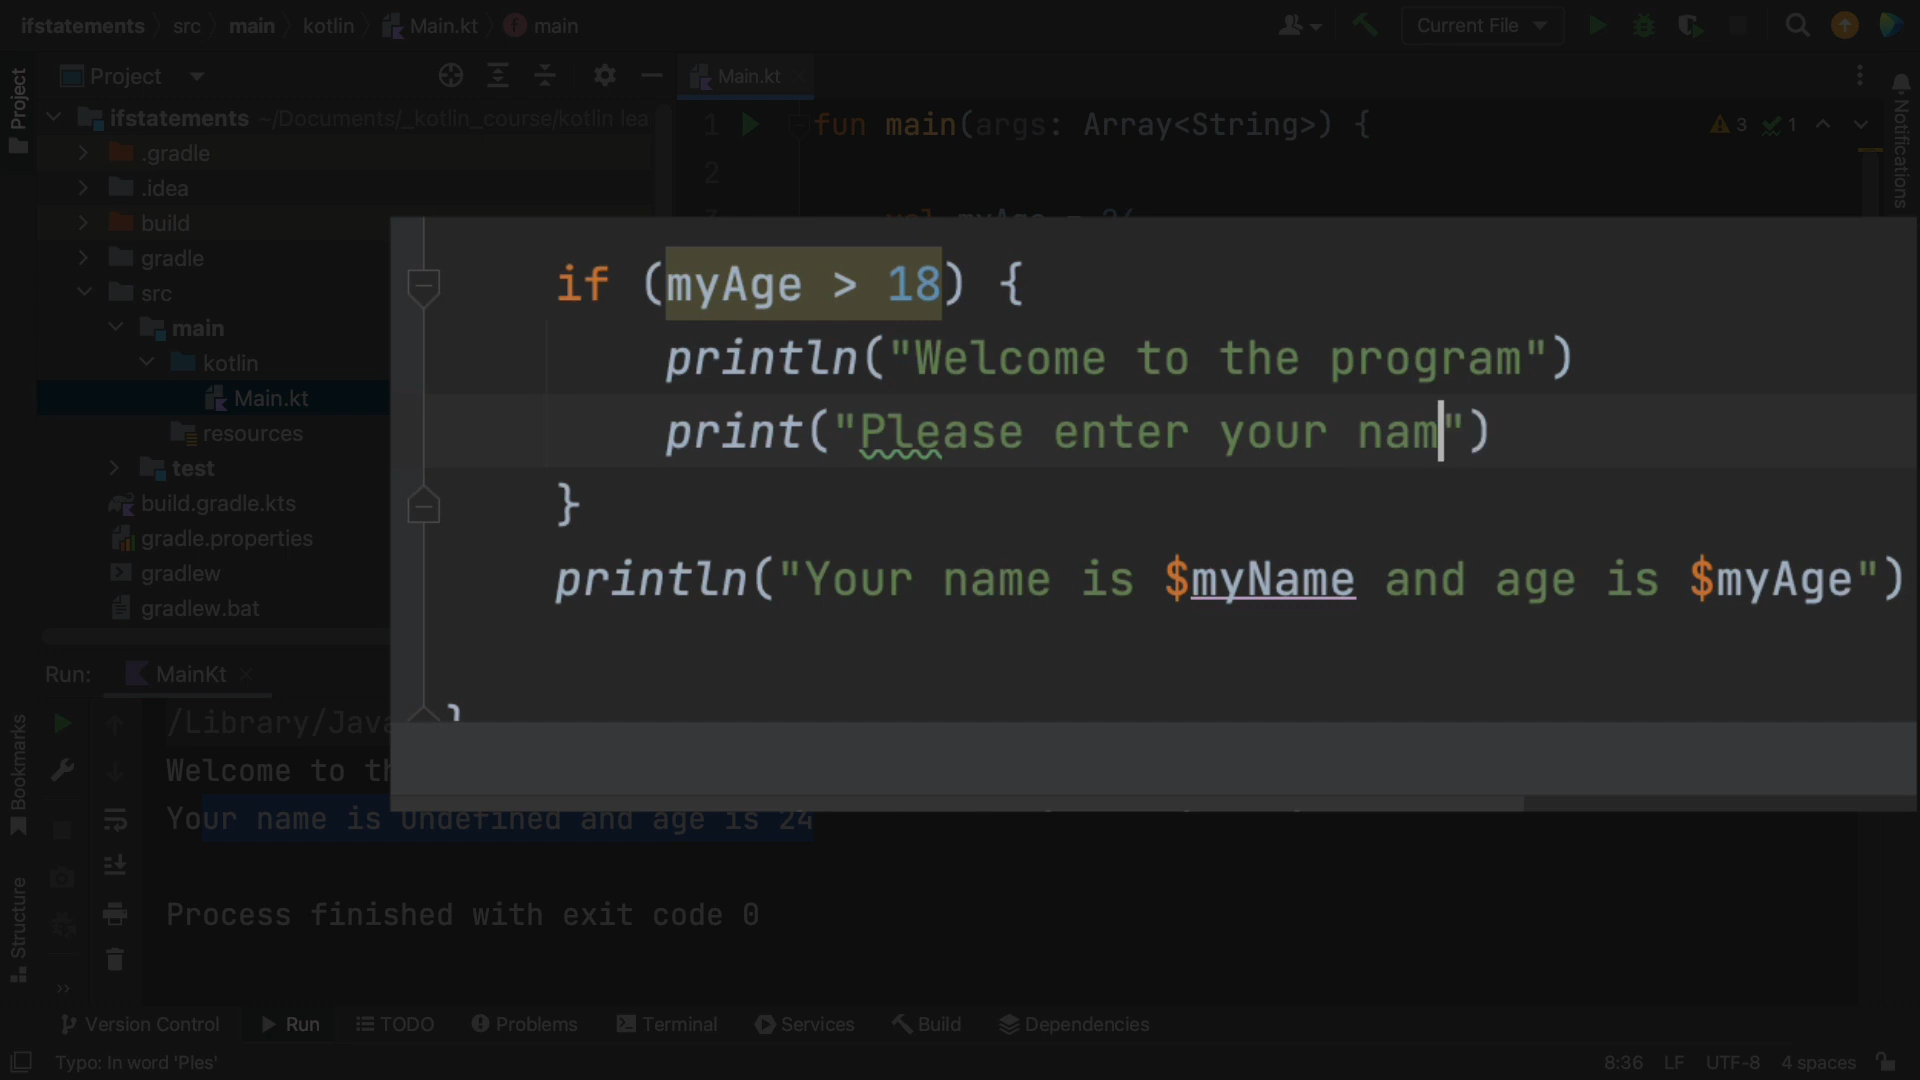 ifstatements src main kotlin Main.kt f main
Current File
Project
Project
Main.kt
Notifications
ifstatements ~/Documents/_kotlin_course/kotlin lea
.gradle
.idea
build
gradle
src
main
kotlin
Main.kt
resources
test
build.gradle.kts
gradle.properties
gradlew
gradlew.bat
1 fun main(args: Array<String>) {
3 1
2
if (myAge > 18) {
println("Welcome to the program")
print("Please enter your nam")
}
println("Your name is $myName and age is $myAge")
}
Run: MainKt
Bookmarks
Structure
/Library/Java
Welcome to th
Your name is Undefined and age is 24
Process finished with exit code 0
Version Control Run TODO Problems Terminal Services Build Dependencies
Typo: In word 'Ples'
8:36 LF UTF-8 4 spaces